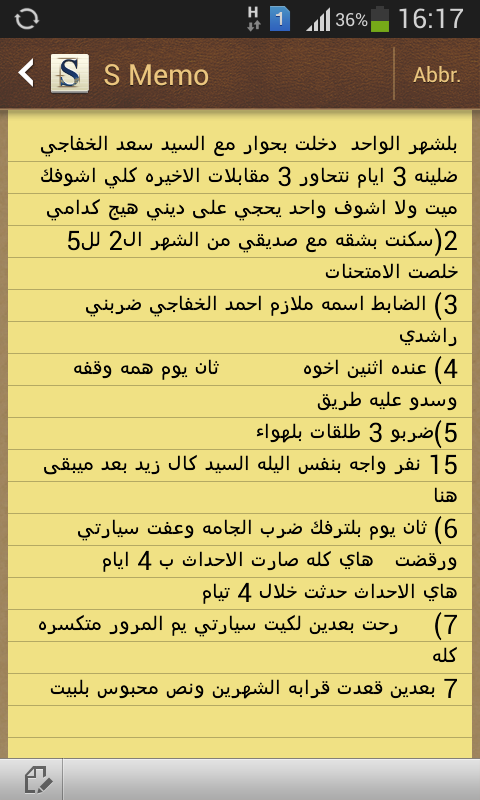 H 1 36% 16:17
S S Memo Abbr.
بلشهر الواحد دخلت بحوار مع السيد سعد الخفاجي
ضلينه 3 ايام نتحاور 3 مقابلات الاخيره كلي اشوفك
ميت ولا اشوف واحد يحجي على ديني هيج كدامي
2)سكنت بشقه مع صديقي من الشهر ال2 لل5
خلصت الامتحنات
3) الضابط اسمه ملازم احمد الخفاجي ضربني
راشدي
4) عنده اثنين اخوه ثان يوم همه وقفه
وسدو عليه طريق
5)ضربو 3 طلقات بلهواء
15 نفر واجه بنفس اليله السيد كال زيد بعد ميبقى
هنا
6) ثان يوم بلترفك ضرب الجامه وعفت سيارتي
ورقضت هاي كله صارت الاحداث ب 4 ايام
هاي الاحداث حدثت خلال 4 تيام
7) رحت بعدين لكيت سيارتي يم المرور متكسره
كله
7 بعدين قعدت قرابه الشهرين ونص محبوس بلبيت